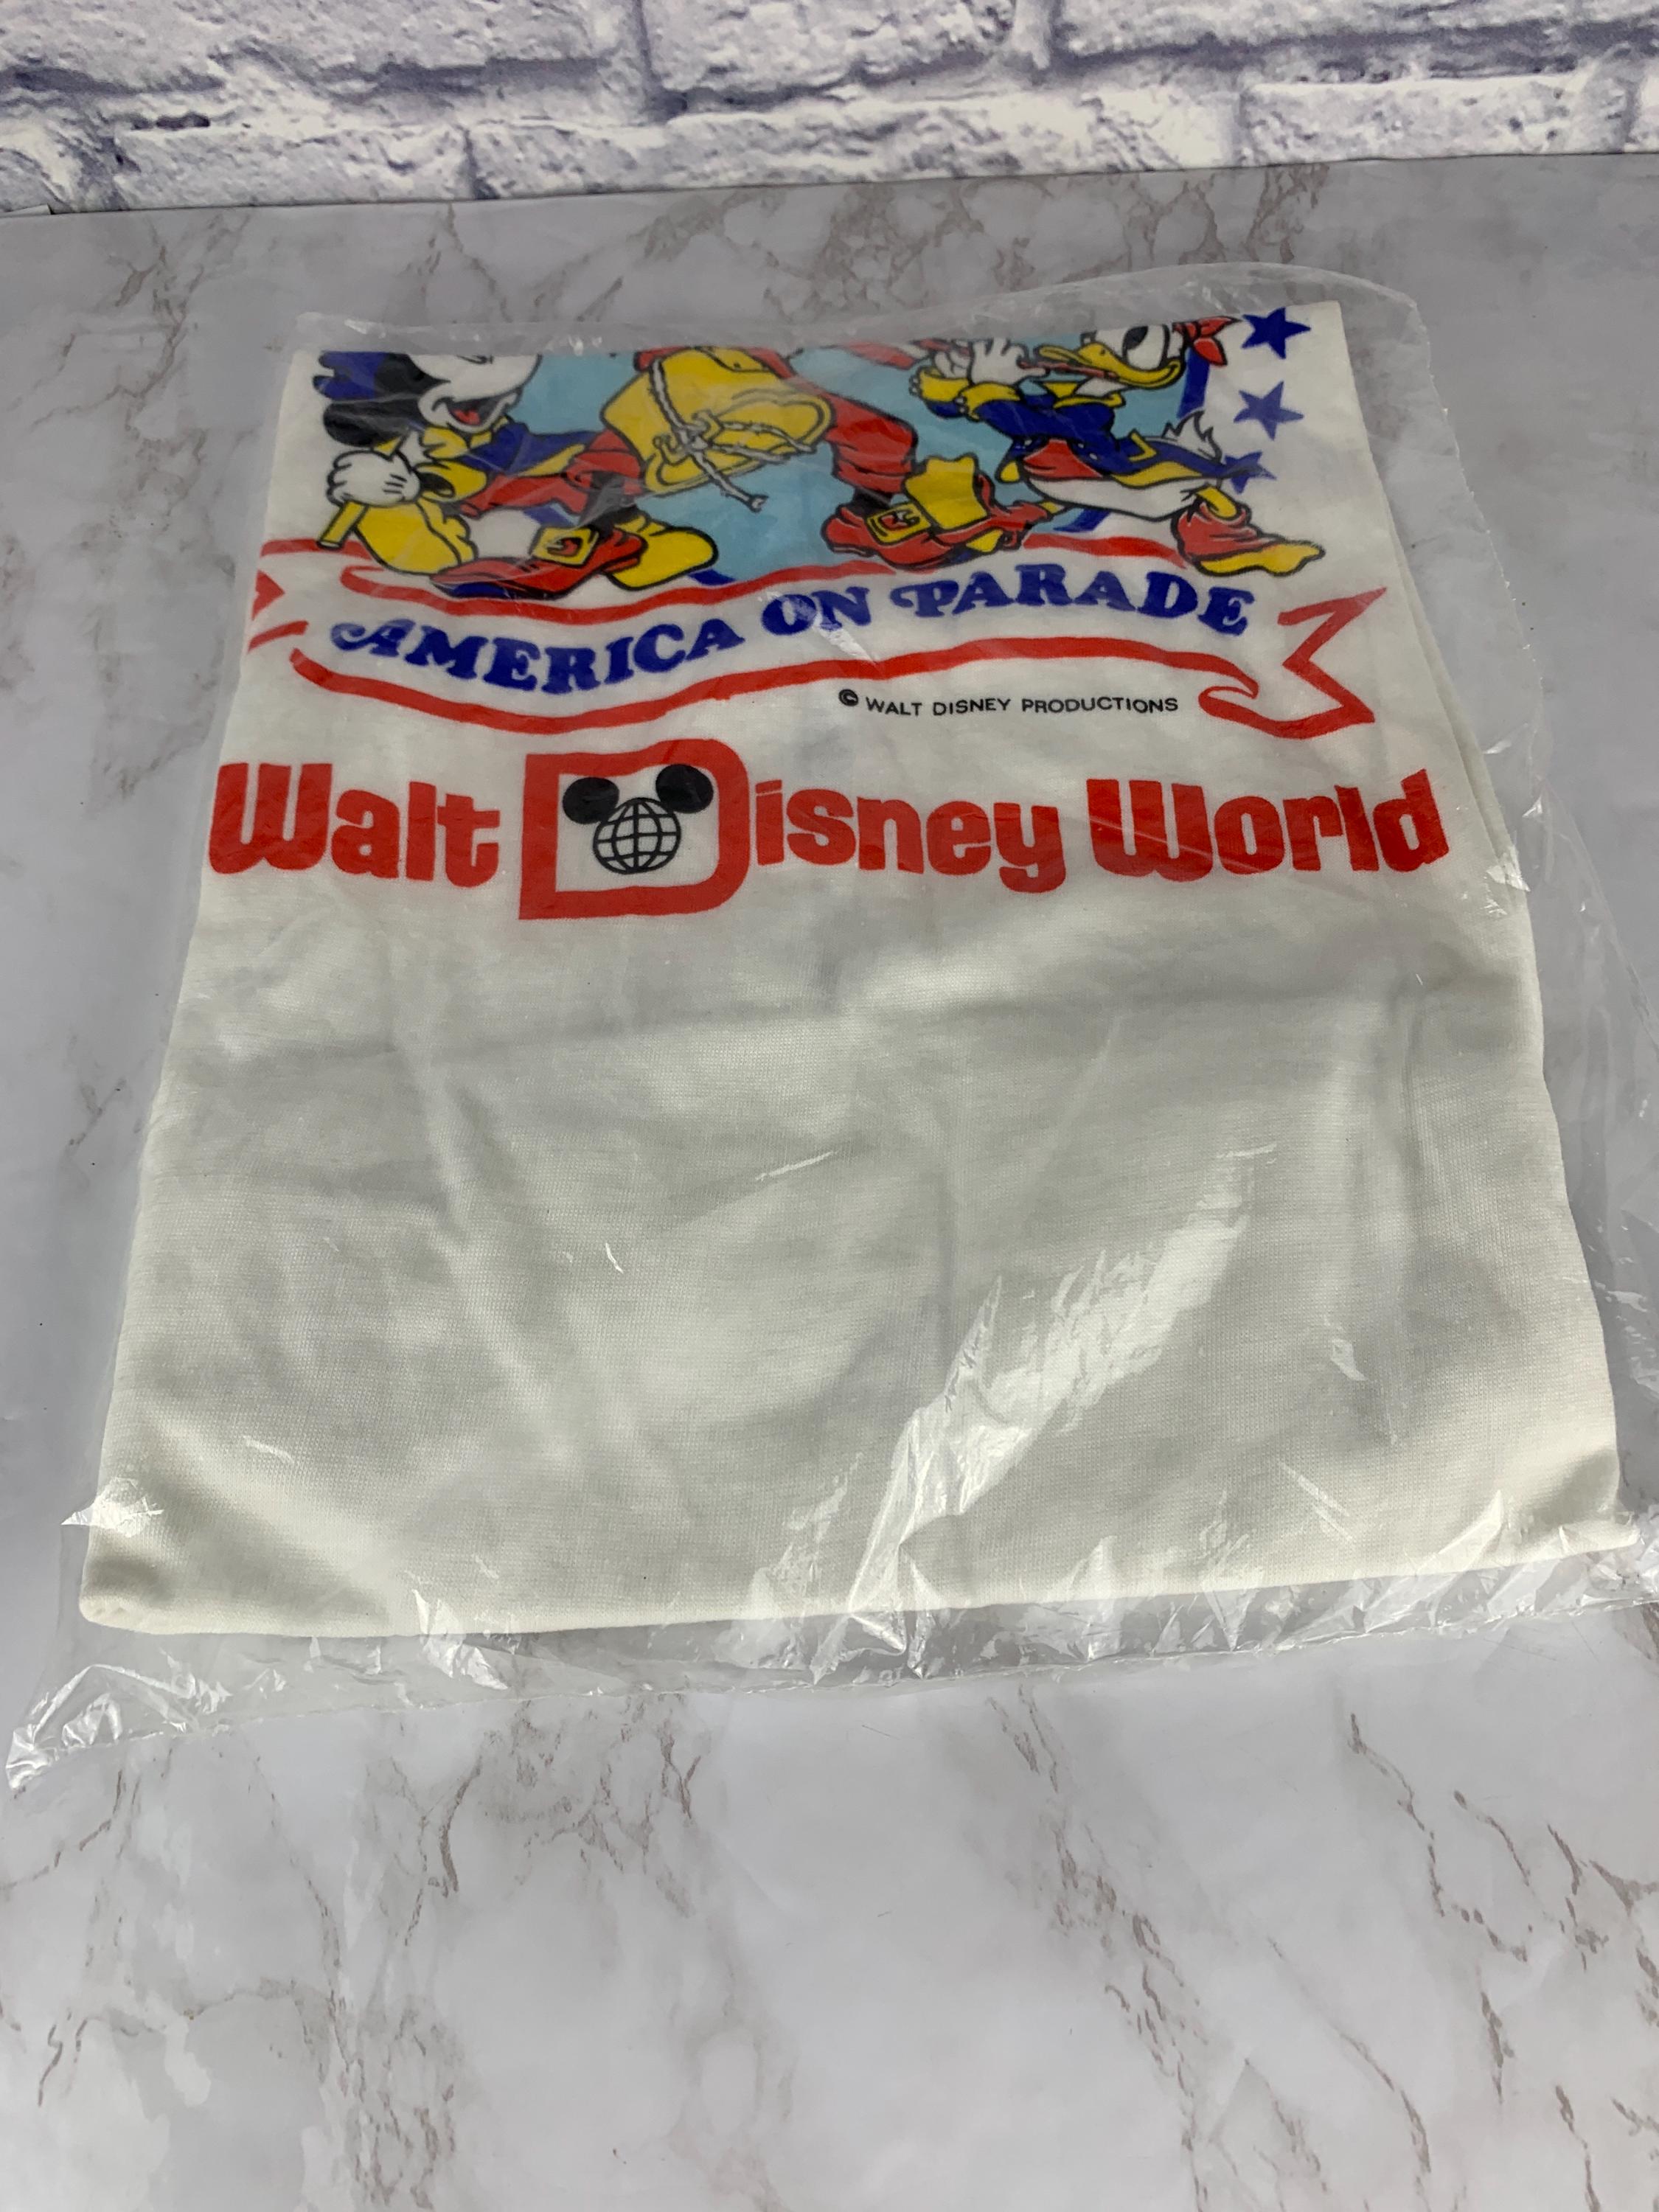 AMERICA ON PARADE
© WALT DISNEY PRODUCTIONS
Walt Disney World